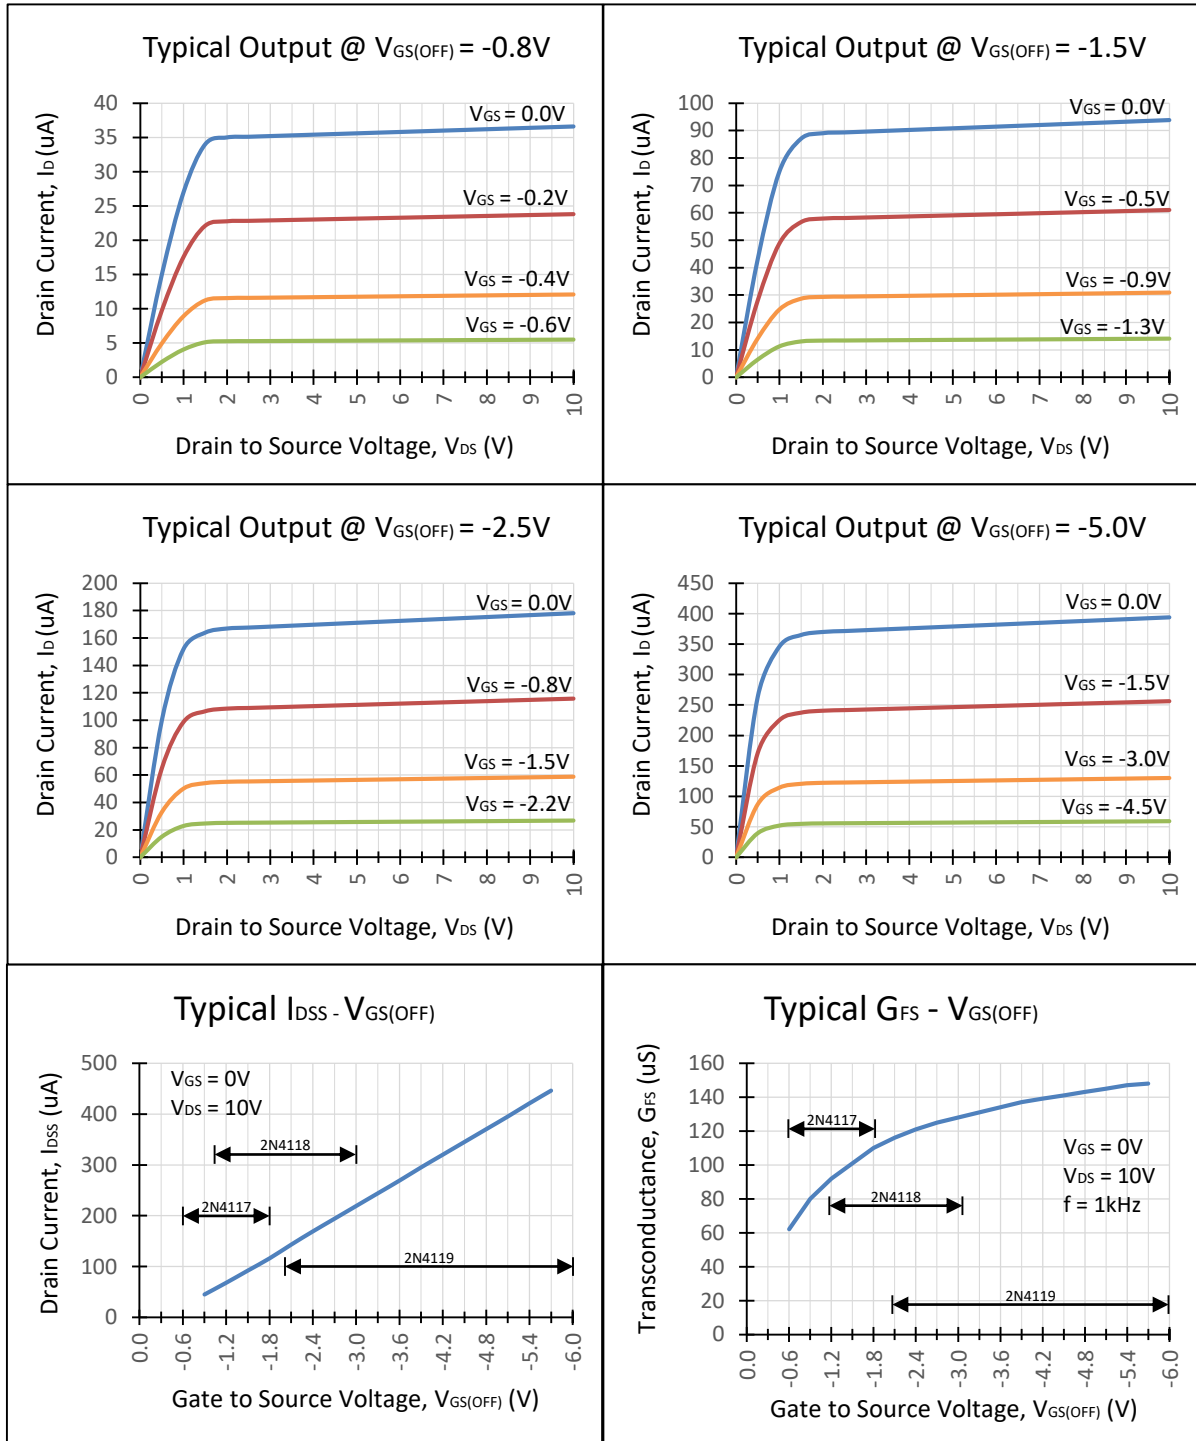 Typical Output @ VGS(OFF) = -0.8V
Drain Current, ID (uA)
40
35
30
25
20
15
10
5
0
VGS = 0.0V
VGS = -0.2V
VGS = -0.4V
VGS = -0.6V
0 1 2 3 4 5 6 7 8 9 10
Drain to Source Voltage, VDS (V)
Typical Output @ VGS(OFF) = -1.5V
Drain Current, ID (uA)
100
90
80
70
60
50
40
30
20
10
0
VGS = 0.0V
VGS = -0.5V
VGS = -0.9V
VGS = -1.3V
0 1 2 3 4 5 6 7 8 9 10
Drain to Source Voltage, VDS (V)
Typical Output @ VGS(OFF) = -2.5V
Drain Current, ID (uA)
200
180
160
140
120
100
80
60
40
20
0
VGS = 0.0V
VGS = -0.8V
VGS = -1.5V
VGS = -2.2V
0 1 2 3 4 5 6 7 8 9 10
Drain to Source Voltage, VDS (V)
Typical Output @ VGS(OFF) = -5.0V
Drain Current, ID (uA)
450
400
350
300
250
200
150
100
50
0
VGS = 0.0V
VGS = -1.5V
VGS = -3.0V
VGS = -4.5V
0 1 2 3 4 5 6 7 8 9 10
Drain to Source Voltage, VDS (V)
Typical IDSS - VGS(OFF)
Drain Current, IDSS (uA)
500
400
300
200
100
0
VGS = 0V
VDS = 10V
2N4118
2N4117
2N4119
0.0 -0.6 -1.2 -1.8 -2.4 -3.0 -3.6 -4.2 -4.8 -5.4 -6.0
Gate to Source Voltage, VGS(OFF) (V)
Typical GFS - VGS(OFF)
Transconductance, GFS (uS)
160
140
120
100
80
60
40
20
0
2N4117
VGS = 0V
VDS = 10V
f = 1kHz
2N4118
2N4119
0.0 -0.6 -1.2 -1.8 -2.4 -3.0 -3.6 -4.2 -4.8 -5.4 -6.0
Gate to Source Voltage, VGS(OFF) (V)